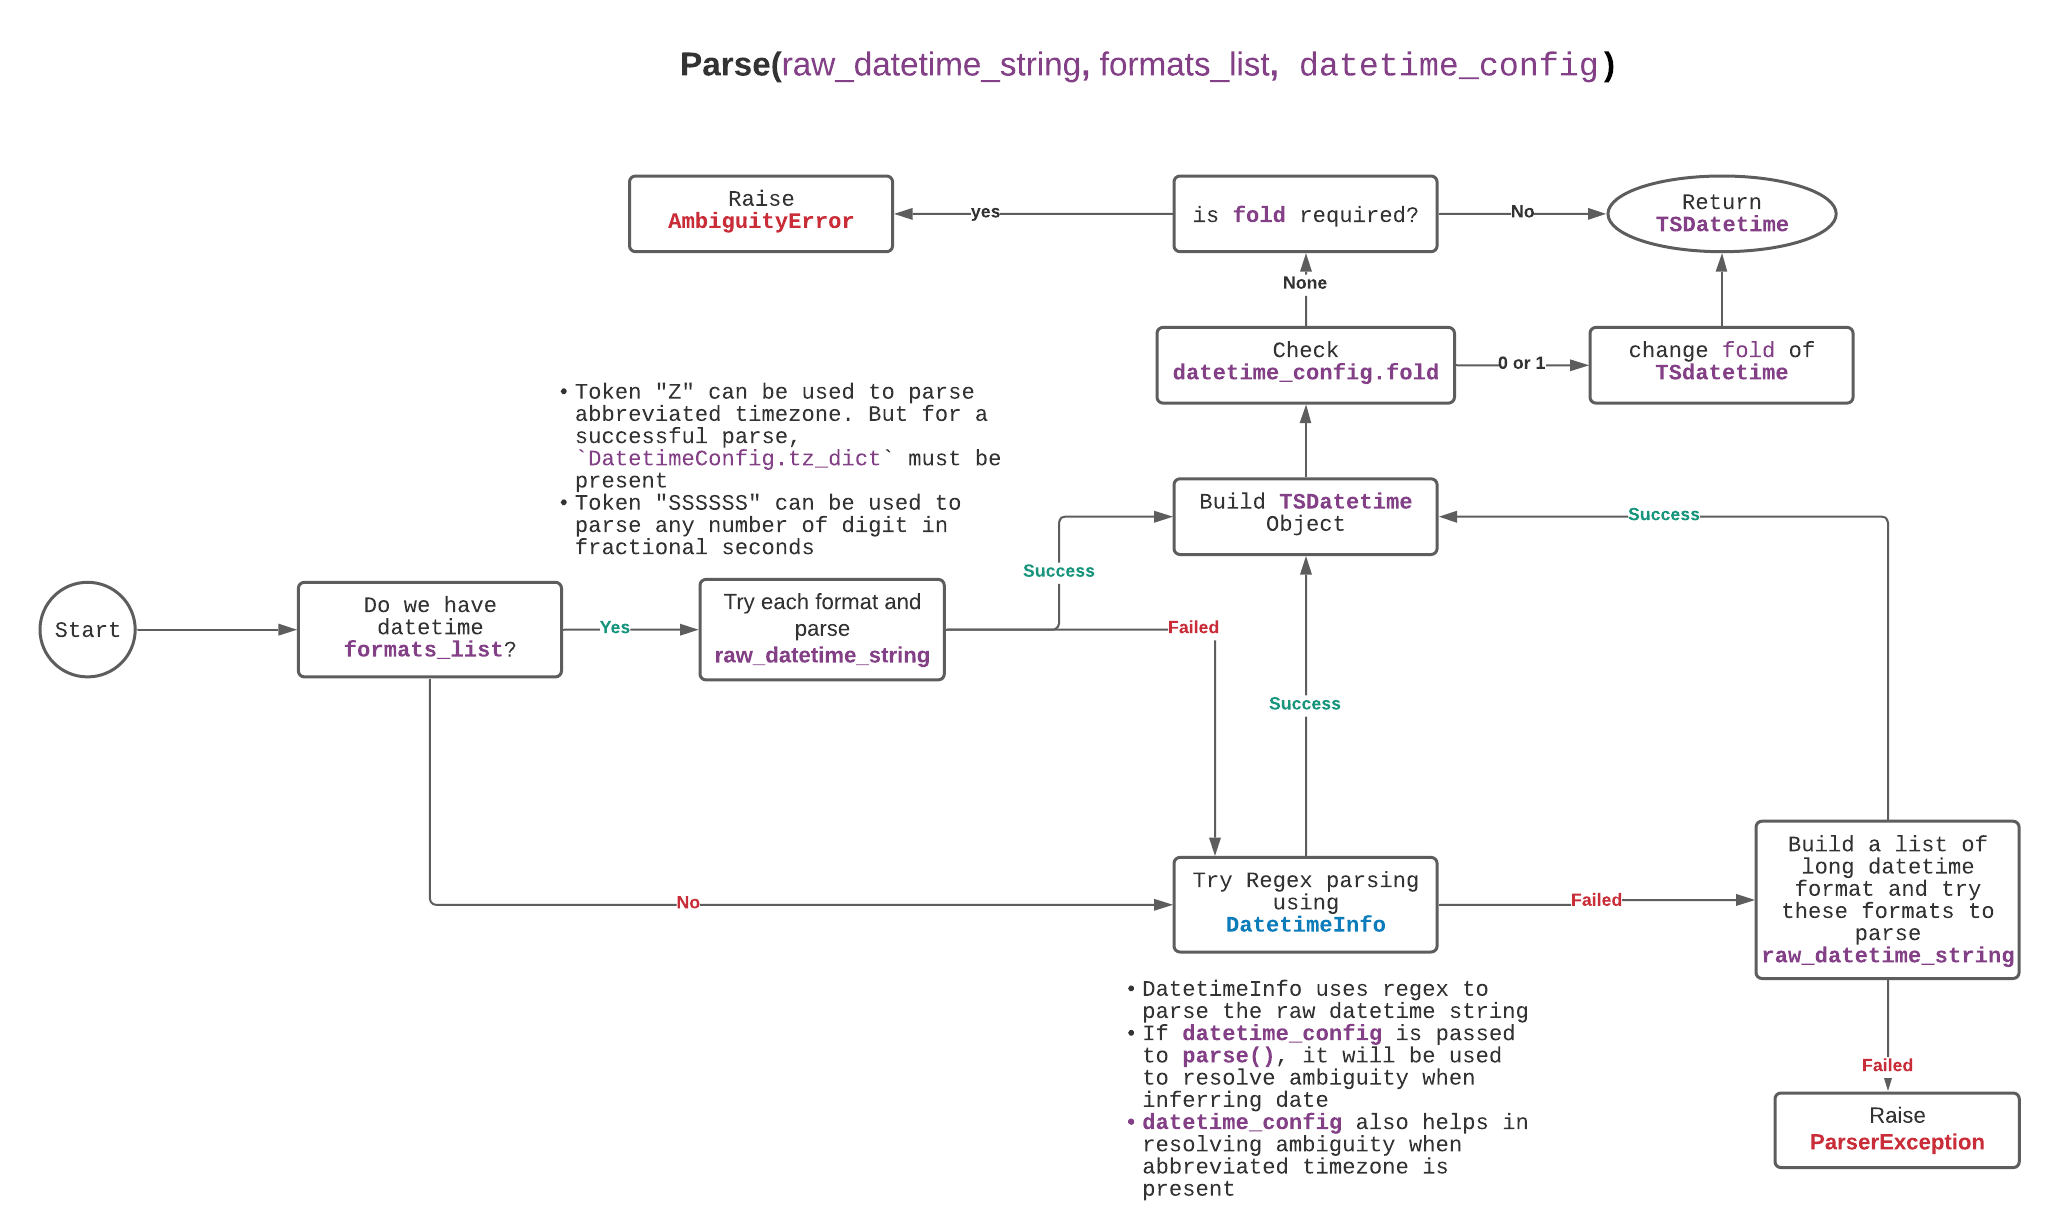 Parse(raw_datetime_string, formats_list, datetime_config)
Raise
AmbiguityError
yes
is fold required?
No
Return
TSDatetime
None
Check
datetime_config.fold
0 or 1
change fold of
TSdatetime
• Token "Z" can be used to parse
abbreviated timezone. But for a
successful parse,
`DatetimeConfig.tz_dict` must be
present
• Token "SSSSSS" can be used to
parse any number of digit in
fractional seconds
Build TSDatetime
Object
Success
Success
Start
Do we have
datetime
formats_list?
Yes
Try each format and
parse
raw_datetime_string
Failed
Success
No
Try Regex parsing
using
DatetimeInfo
Failed
Build a list of
long datetime
format and try
these formats to
parse
raw_datetime_string
• DatetimeInfo uses regex to
parse the raw datetime string
• If datetime_config is passed
to parse(), it will be used
to resolve ambiguity when
inferring date
• datetime_config also helps in
resolving ambiguity when
abbreviated timezone is
present
Failed
Raise
ParserException